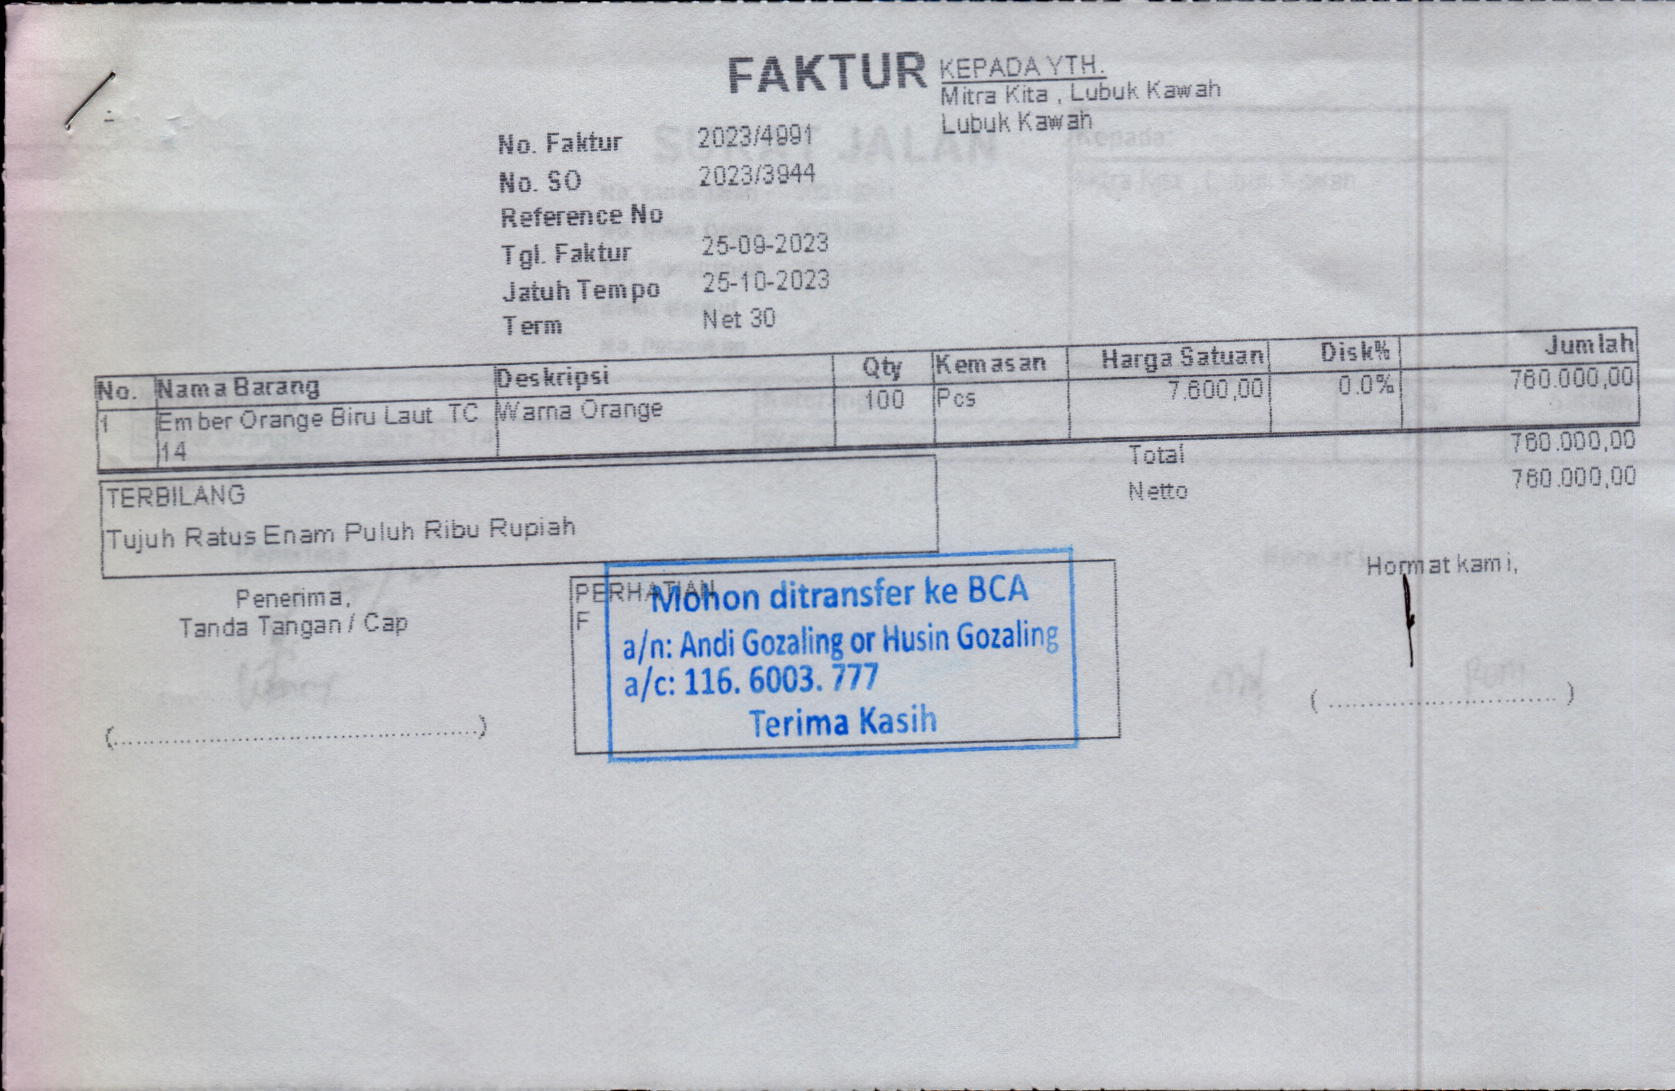 FAKTUR
KEPADA YTH.
Mitra Kita , Lubuk Kawah
Lubuk Kawah
No. Faktur 2023/4991
No. SO 2023/3944
Reference No
Tgl. Faktur 25-09-2023
Jatuh Tempo 25-10-2023
Term Net 30
No. Nama Barang Deskripsi Qty Kemasan Harga Satuan Disk% Jumlah
1 Ember Orange Biru Laut TC Warna Orange 100 Pcs 7.600,00 0.0% 760.000,00
14
Total 760.000,00
Netto 760.000,00
TERBILANG
Tujuh Ratus Enam Puluh Ribu Rupiah
Penerima,
Tanda Tangan / Cap
(..................................................)
PERHATIAN
F
Mohon ditransfer ke BCA
a/n: Andi Gozaling or Husin Gozaling
a/c: 116. 6003. 777
Terima Kasih
Hormat kami,
(................................)
SURAT JALAN
Kepada: